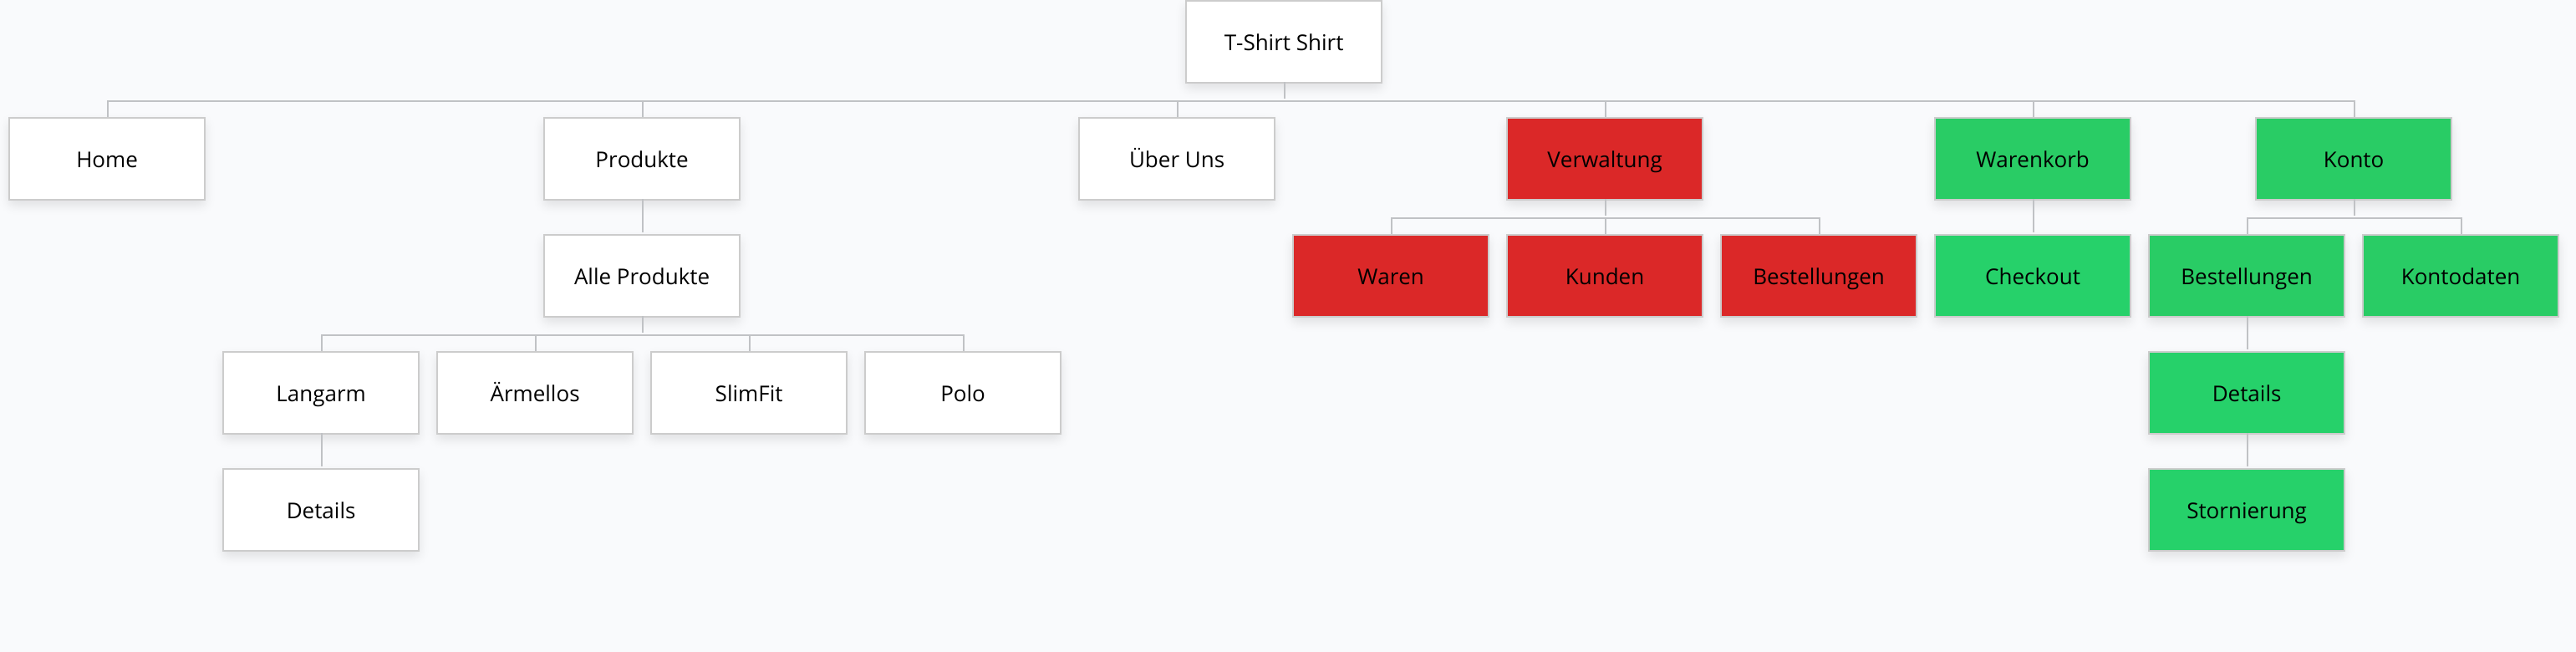 T-Shirt Shirt
Home
Produkte
Über Uns
Verwaltung
Warenkorb
Konto
Alle Produkte
Waren
Kunden
Bestellungen
Checkout
Bestellungen
Kontodaten
Langarm
Ärmellos
SlimFit
Polo
Details
Details
Stornierung